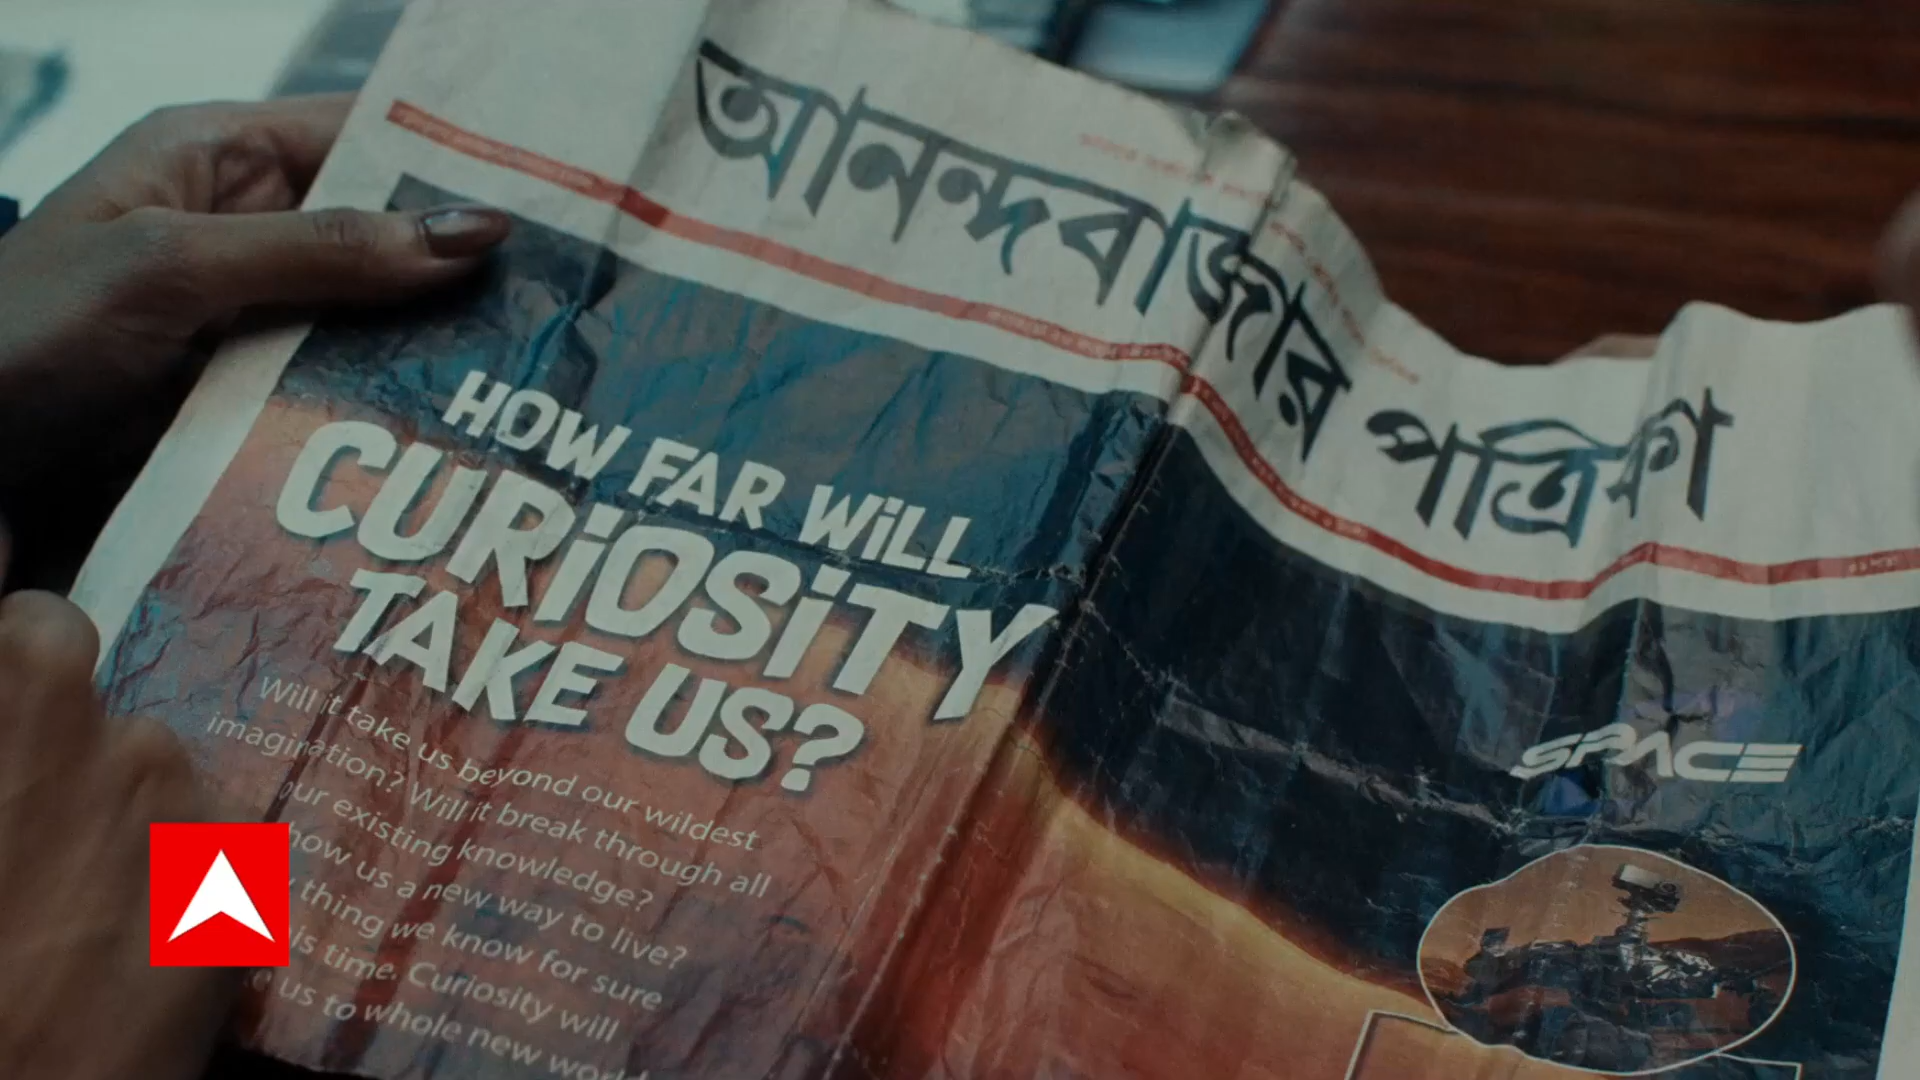 আনন্দবাজার পত্রিকা
HOW FAR WiLL
CURiOSiTY
TAKE US?
Will it take us beyond our wildest
imagination? Will it break through all
our existing knowledge?
how us a new way to live?
thing we know for sure
is time. Curiosity will
us to whole new
SPACE